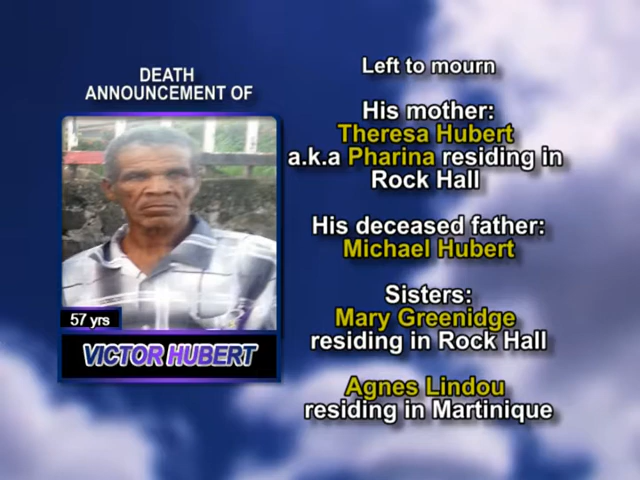 DEATH
ANNOUNCEMENT OF
57 yrs
VICTOR HUBERT
Left to mourn
His mother:
Theresa Hubert
a.k.a Pharina residing in
Rock Hall
His deceased father:
Michael Hubert
Sisters:
Mary Greenidge
residing in Rock Hall
Agnes Lindou
residing in Martinique